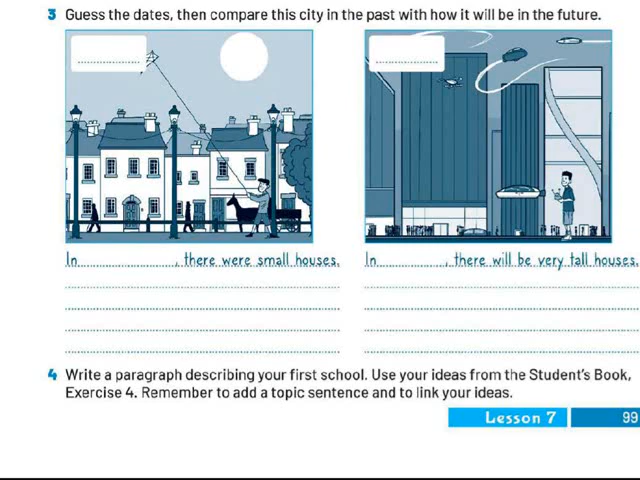 3 Guess the dates, then compare this city in the past with how it will be in the future.
In ..................., there were small houses.
In ..................., there will be very tall houses.
4 Write a paragraph describing your first school. Use your ideas from the Student's Book,
Exercise 4. Remember to add a topic sentence and to link your ideas.
Lesson 7 99